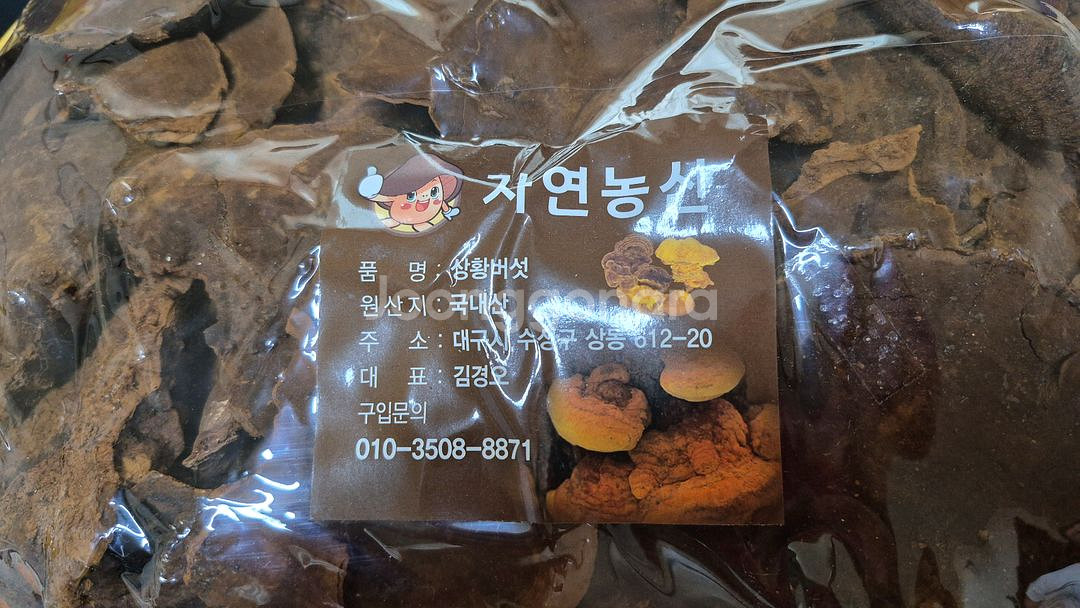 자연농산
품 명 : 상황버섯
원산지 : 국내산
주 소 : 대구시 수성구 상동 612-20
대 표 : 김경오
구입문의
010-3508-8871